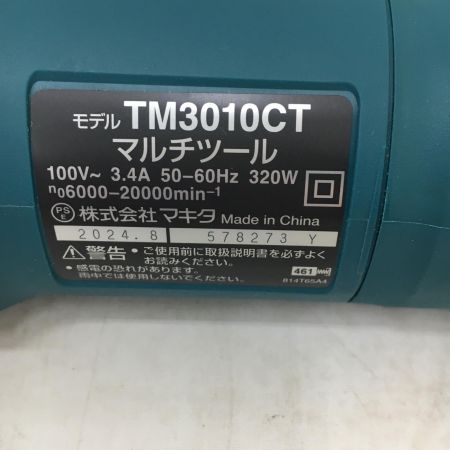 モデル TM3010CT
マルチツール
100V~ 3.4A 50-60Hz 320W
n0 6000-20000min-1
PS E 株式会社マキタ Made in China
2024.8 578273 Y
警告 ・ご使用前に取扱説明書を必ずよく
お読みください。
・感電の恐れがあります。
雨中では使用しないでください。
461
814T65A4